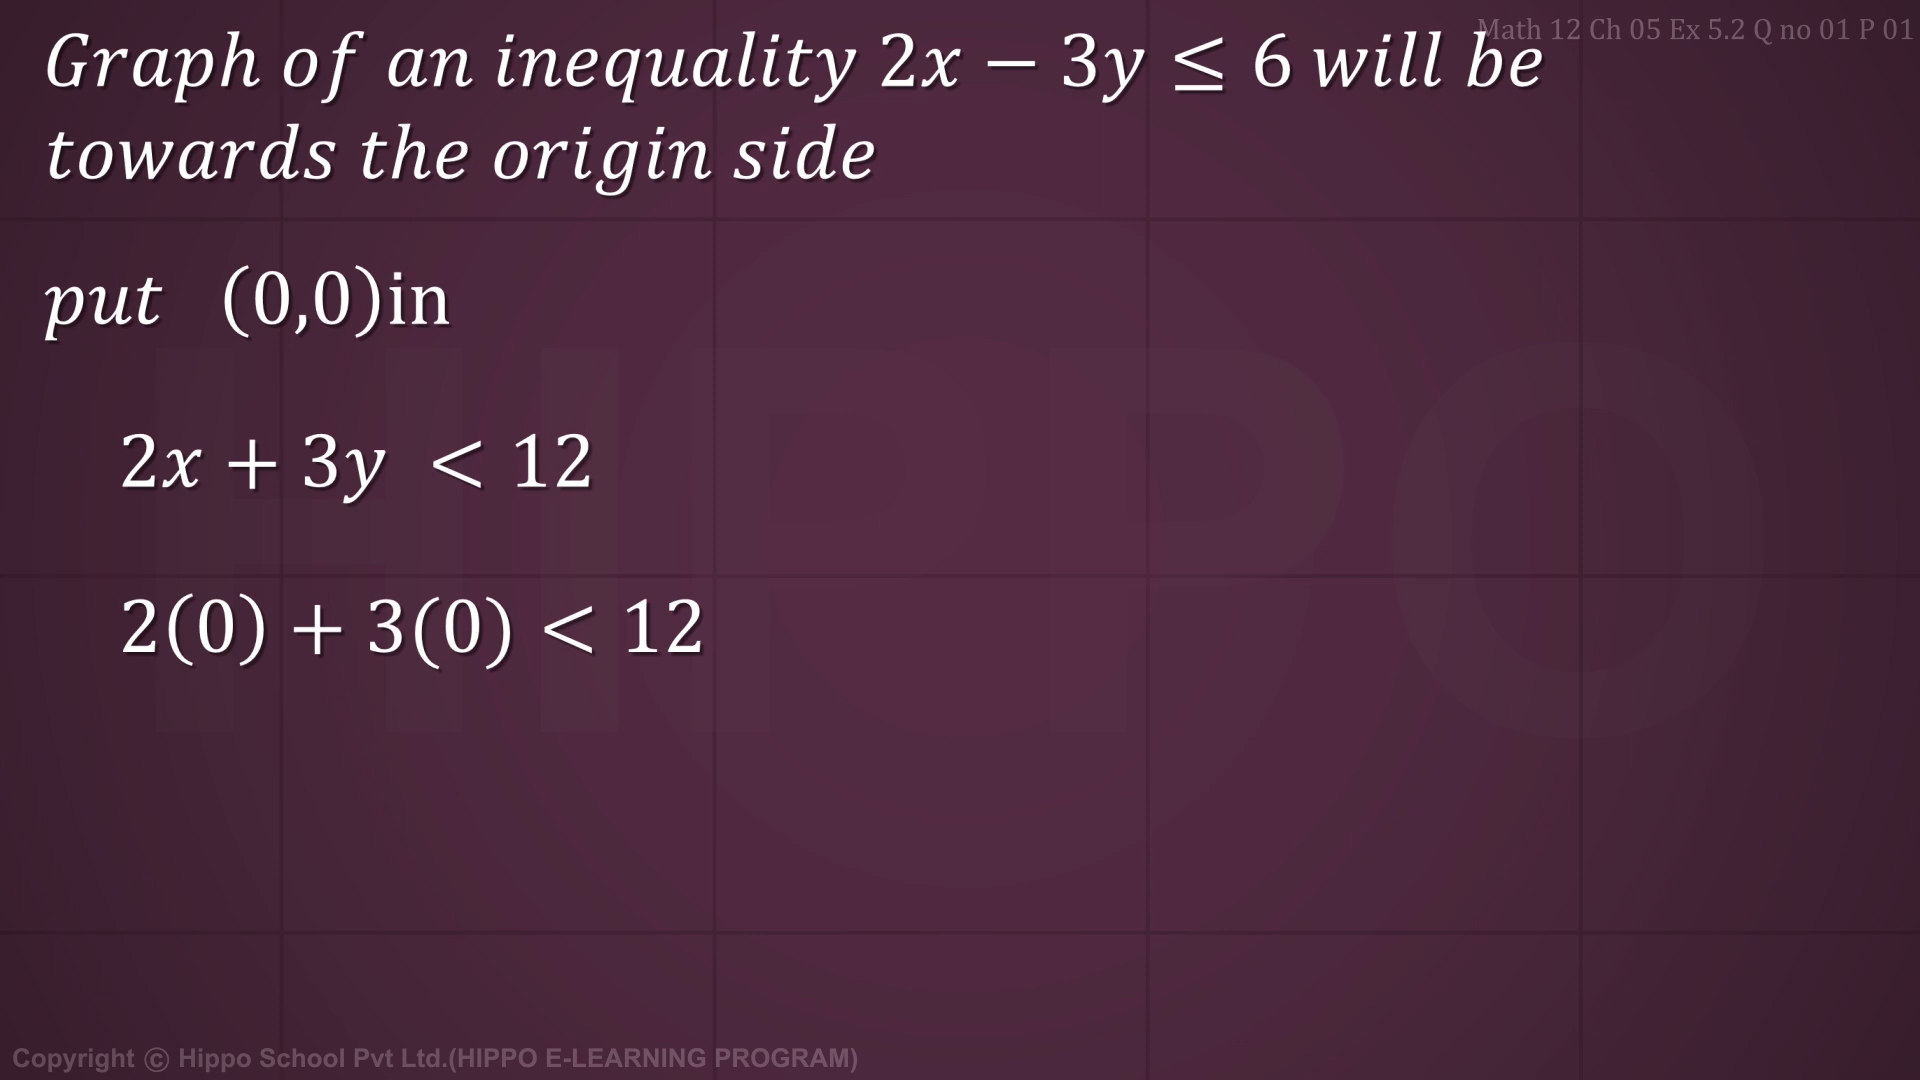 Math 12 Ch 05 Ex 5.2 Q no 01 P 01
Graph of an inequality 2x − 3y ≤ 6 will be
towards the origin side
put (0,0)in
2x + 3y < 12
2(0) + 3(0) < 12
HIPPO
Copyright © Hippo School Pvt Ltd.(HIPPO E-LEARNING PROGRAM)